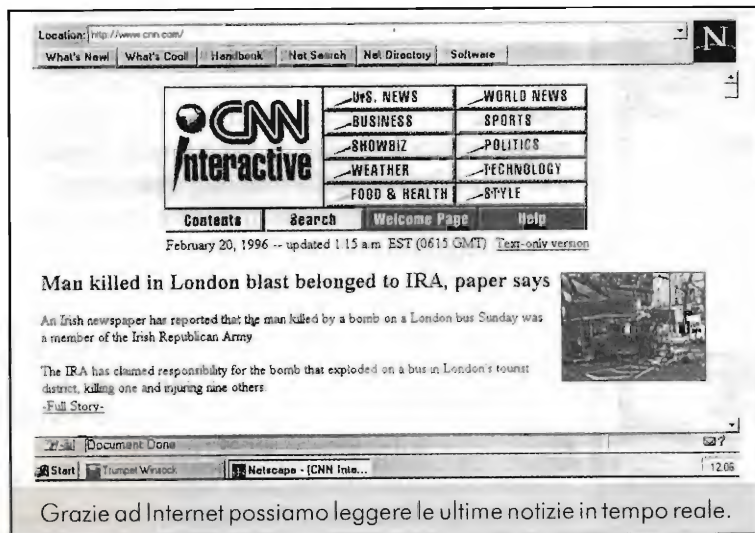 Location: http://www.cnn.com/
N
What's New! What's Cool! Handbook Net Search Net Directory Software
CNN
interactive
U.S. NEWS WORLD NEWS
BUSINESS SPORTS
SHOWBIZ POLITICS
WEATHER TECHNOLOGY
FOOD & HEALTH STYLE
Contents Search Welcome Page Help
February 20, 1996 -- updated 1 15 a.m. EST (0615 GMT) Text-only version
Man killed in London blast belonged to IRA, paper says
An Irish newspaper has reported that the man killed by a bomb on a London bus Sunday was
a member of the Irish Republican Army
The IRA has claimed responsibility for the bomb that exploded on a bus in London's tourist
district, killing one and injuring nine others
-Full Story-
Document Done
Start Trumpet Winsock Netscape - [CNN Inte... 12.06
Grazie ad Internet possiamo leggere le ultime notizie in tempo reale.